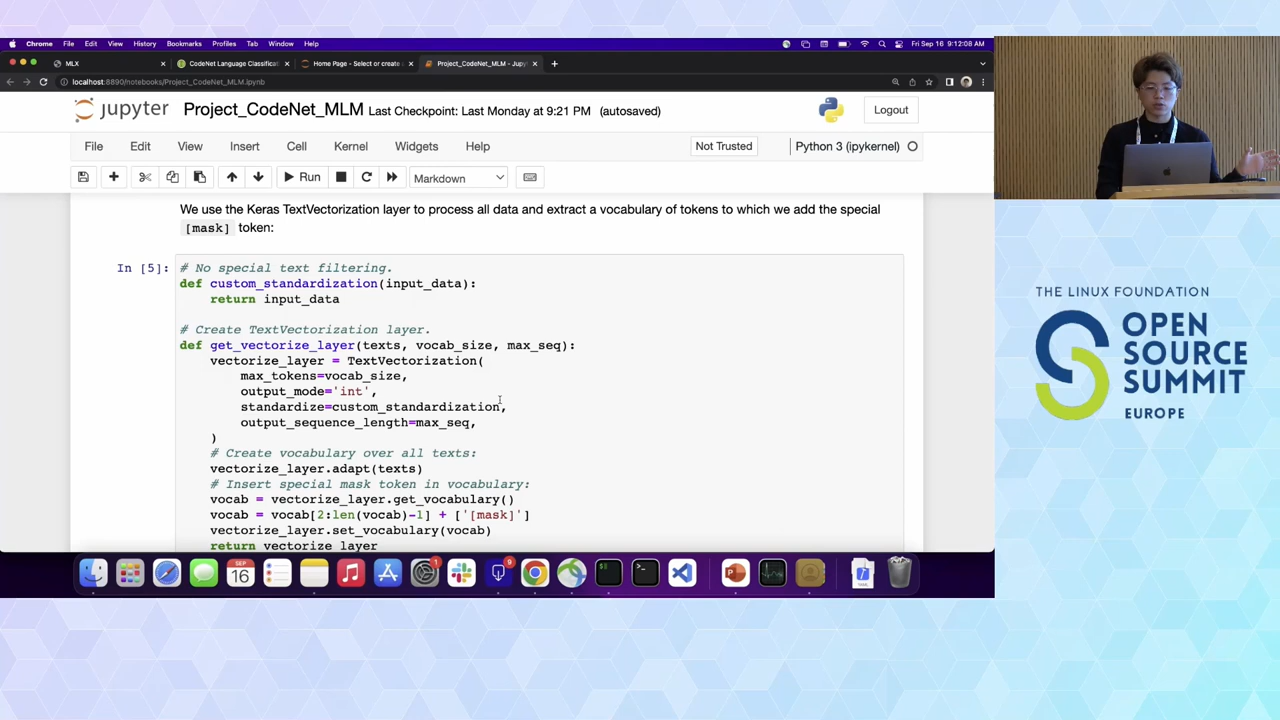 Chrome File Edit View History Bookmarks Profiles Tab Window Help
Fri Sep 16 9:12:08 AM
MLX
CodeNet Language Classificati
Home Page - Select or create a
Project_CodeNet_MLM - Jupyt
localhost:8890/notebooks/Project_CodeNet_MLM.ipynb
jupyter Project_CodeNet_MLM Last Checkpoint: Last Monday at 9:21 PM (autosaved)
Logout
File Edit View Insert Cell Kernel Widgets Help
Not Trusted
Python 3 (ipykernel)
Run
Markdown
We use the Keras TextVectorization layer to process all data and extract a vocabulary of tokens to which we add the special
[mask] token:
In [5]:
# No special text filtering.
def custom_standardization(input_data):
    return input_data
# Create TextVectorization layer.
def get_vectorize_layer(texts, vocab_size, max_seq):
    vectorize_layer = TextVectorization(
        max_tokens=vocab_size,
        output_mode='int',
        standardize=custom_standardization,
        output_sequence_length=max_seq,
    )
    # Create vocabulary over all texts:
    vectorize_layer.adapt(texts)
    # Insert special mask token in vocabulary:
    vocab = vectorize_layer.get_vocabulary()
    vocab = vocab[2:len(vocab)-1] + ['[mask]']
    vectorize_layer.set_vocabulary(vocab)
    return vectorize_layer
SEP
16
1
9
THE LINUX FOUNDATION
OPEN
SOURCE
SUMMIT
EUROPE